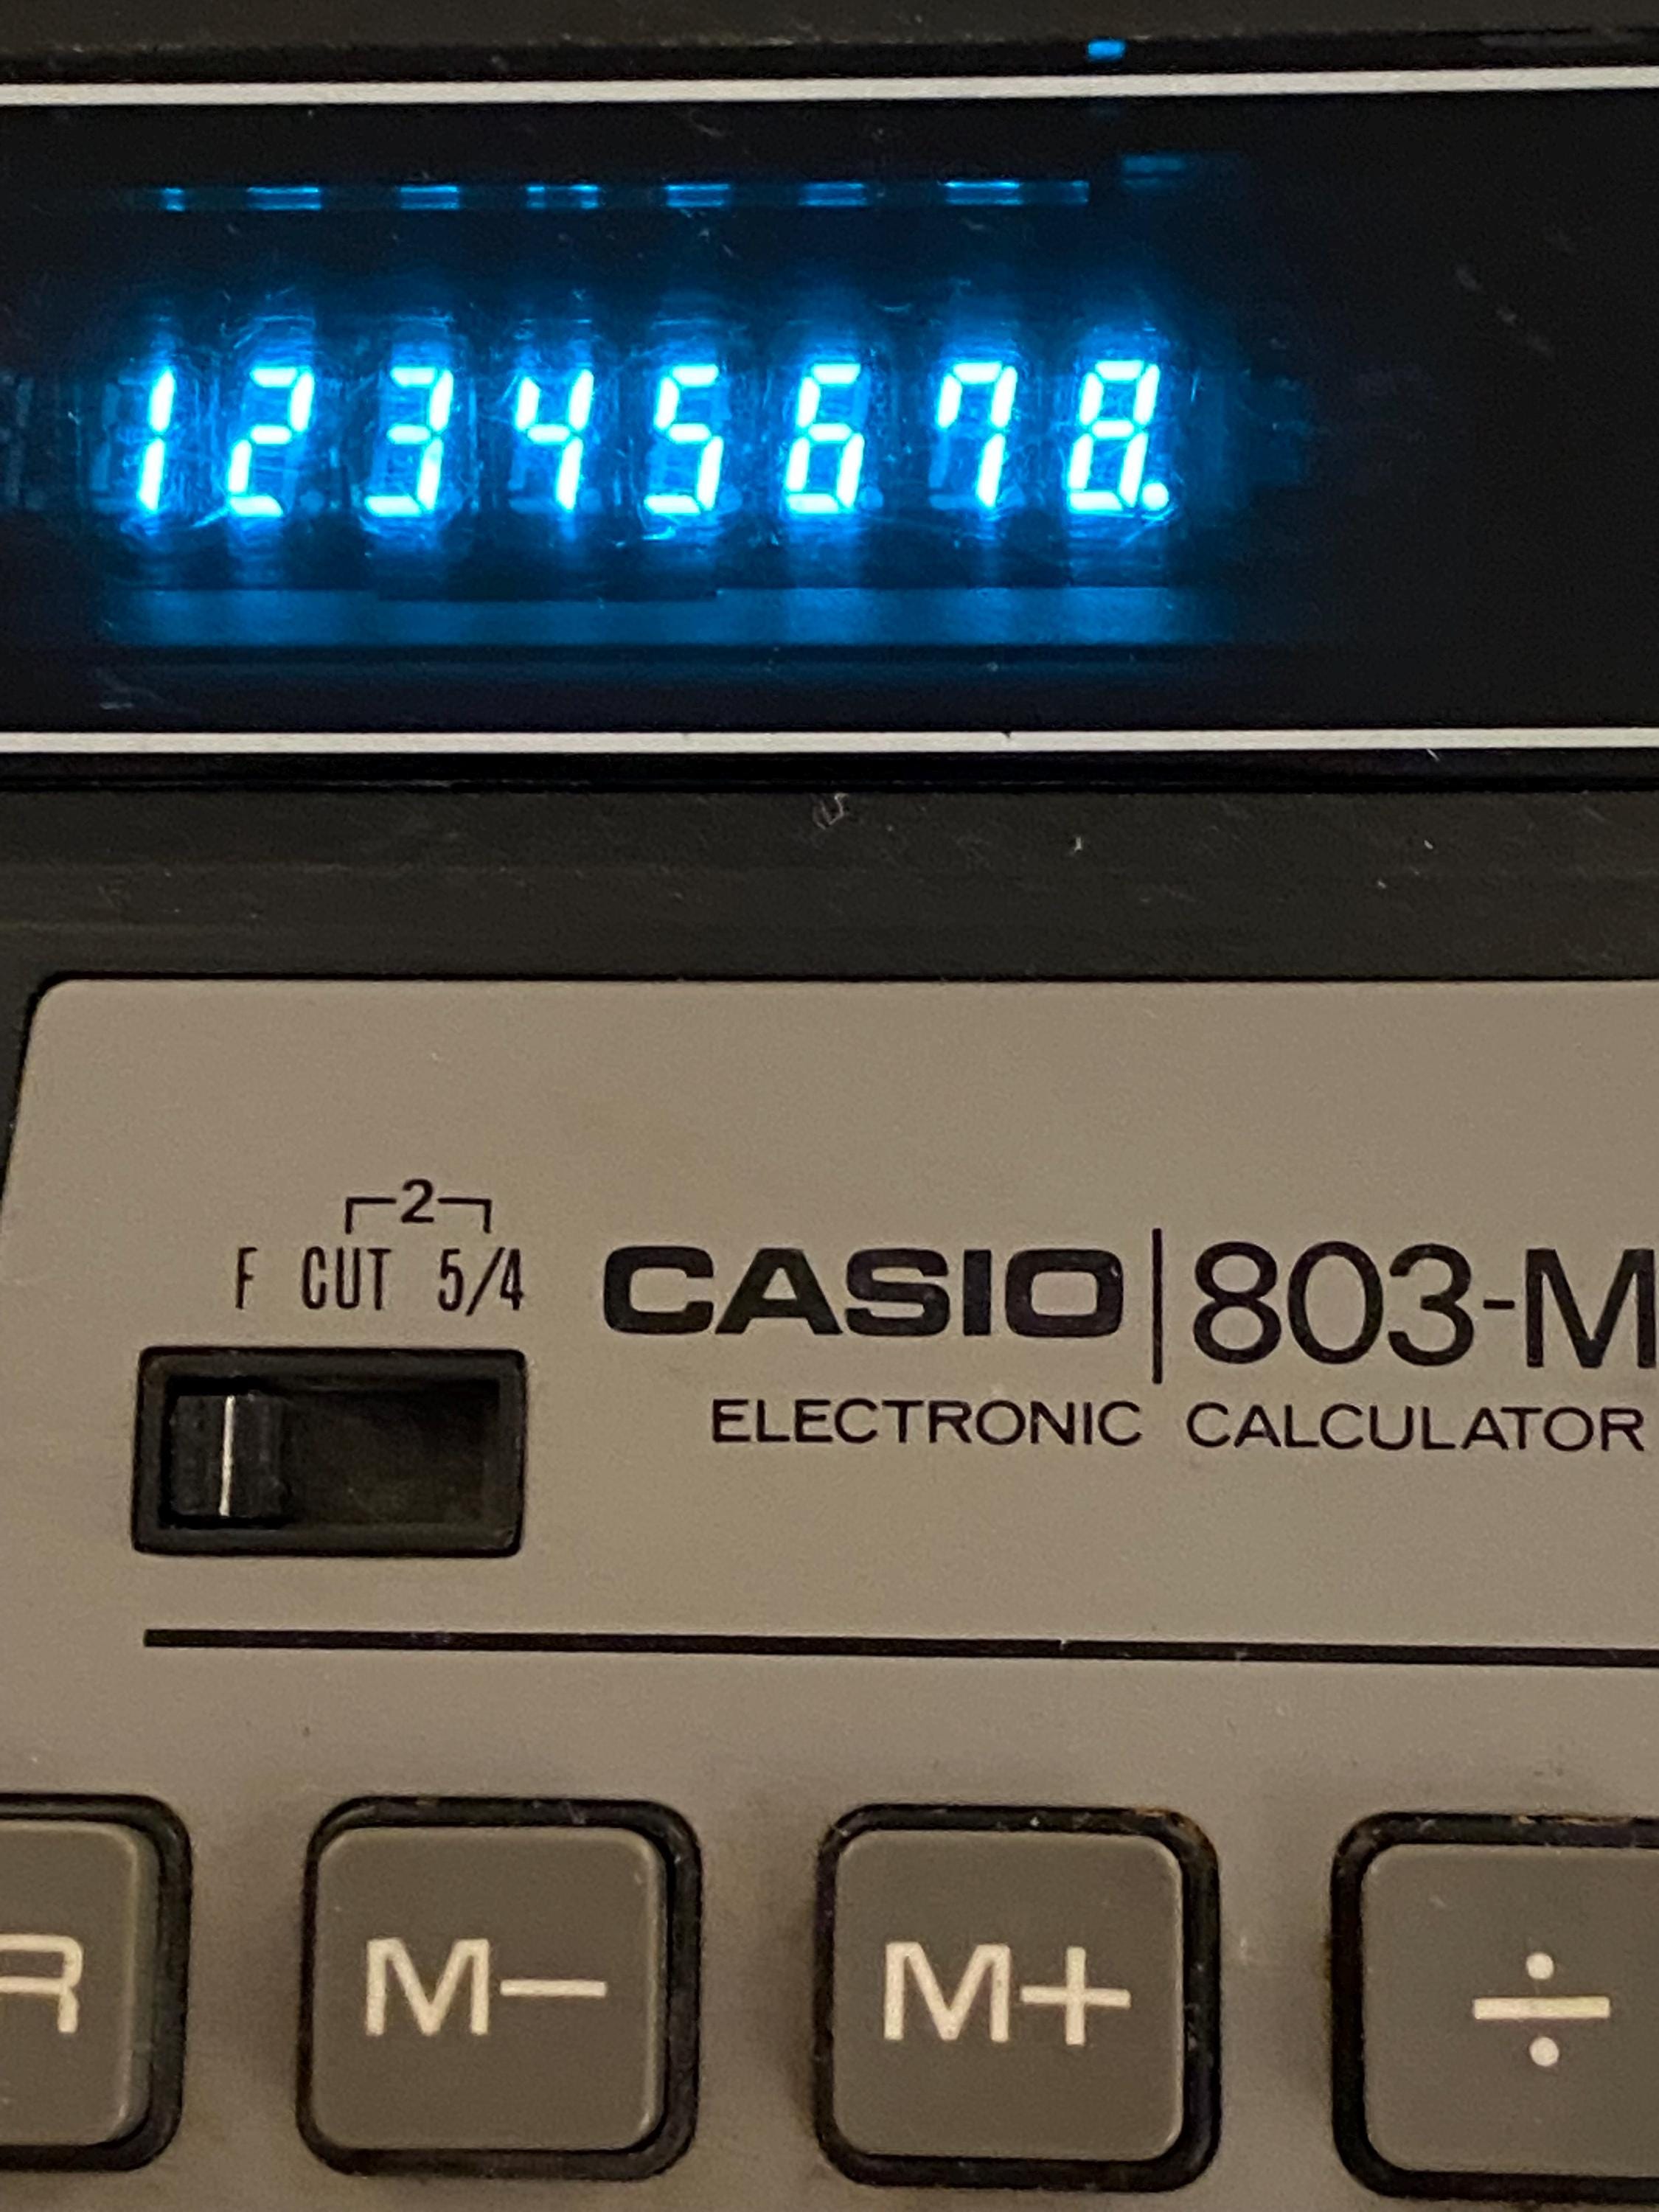 12345678.
2
F CUT 5/4
CASIO 803-M
ELECTRONIC CALCULATOR
R M− M+ ÷